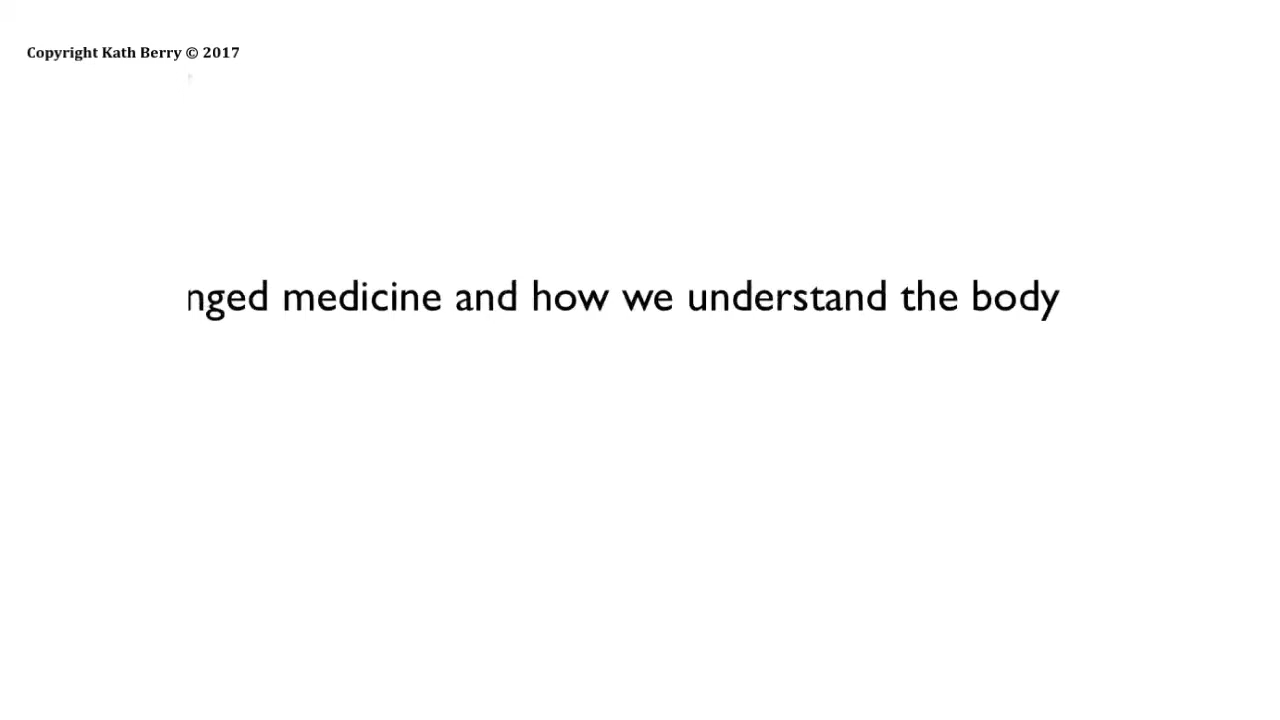 Copyright Kath Berry © 2017
nged medicine and how we understand the body